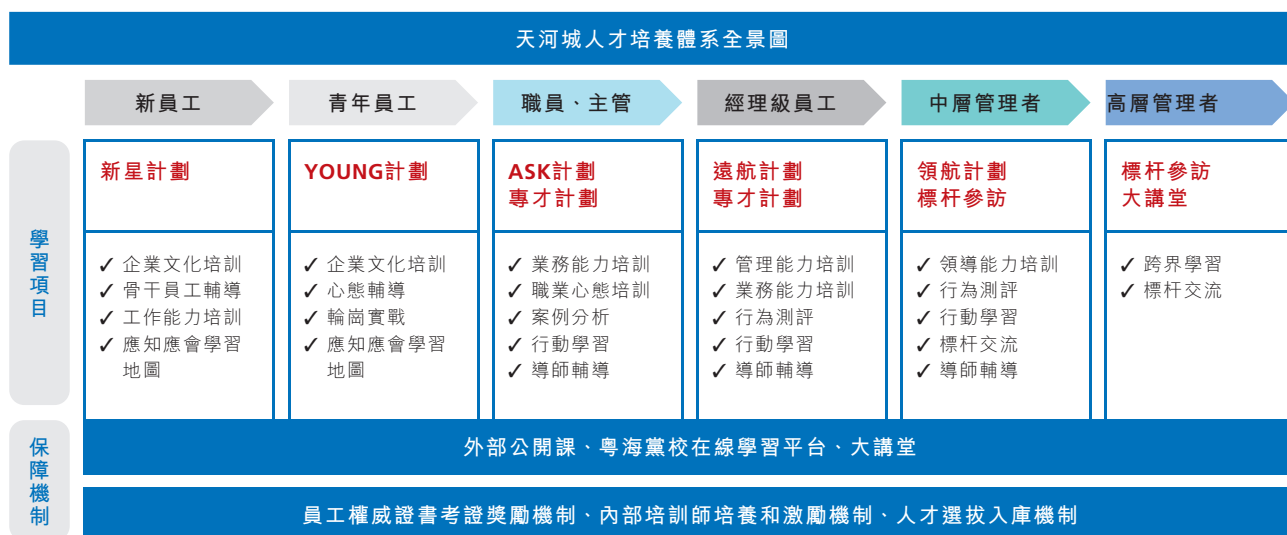 天河城人才培養體系全景圖
新員工
青年員工
職員、主管
經理級員工
中層管理者
高層管理者
學習項目
新星計劃
✓ 企業文化培訓
✓ 骨干員工輔導
✓ 工作能力培訓
✓ 應知應會學習
地圖
YOUNG計劃
✓ 企業文化培訓
✓ 心態輔導
✓ 輪崗實戰
✓ 應知應會學習
地圖
ASK計劃
專才計劃
✓ 業務能力培訓
✓ 職業心態培訓
✓ 案例分析
✓ 行動學習
✓ 導師輔導
遠航計劃
專才計劃
✓ 管理能力培訓
✓ 業務能力培訓
✓ 行為測評
✓ 行動學習
✓ 導師輔導
領航計劃
標杆參訪
✓ 領導能力培訓
✓ 行為測評
✓ 行動學習
✓ 標杆交流
✓ 導師輔導
標杆參訪
大講堂
✓ 跨界學習
✓ 標杆交流
保障機制
外部公開課、粵海黨校在線學習平台、大講堂
員工權威證書考證獎勵機制、內部培訓師培養和激勵機制、人才選拔入庫機制